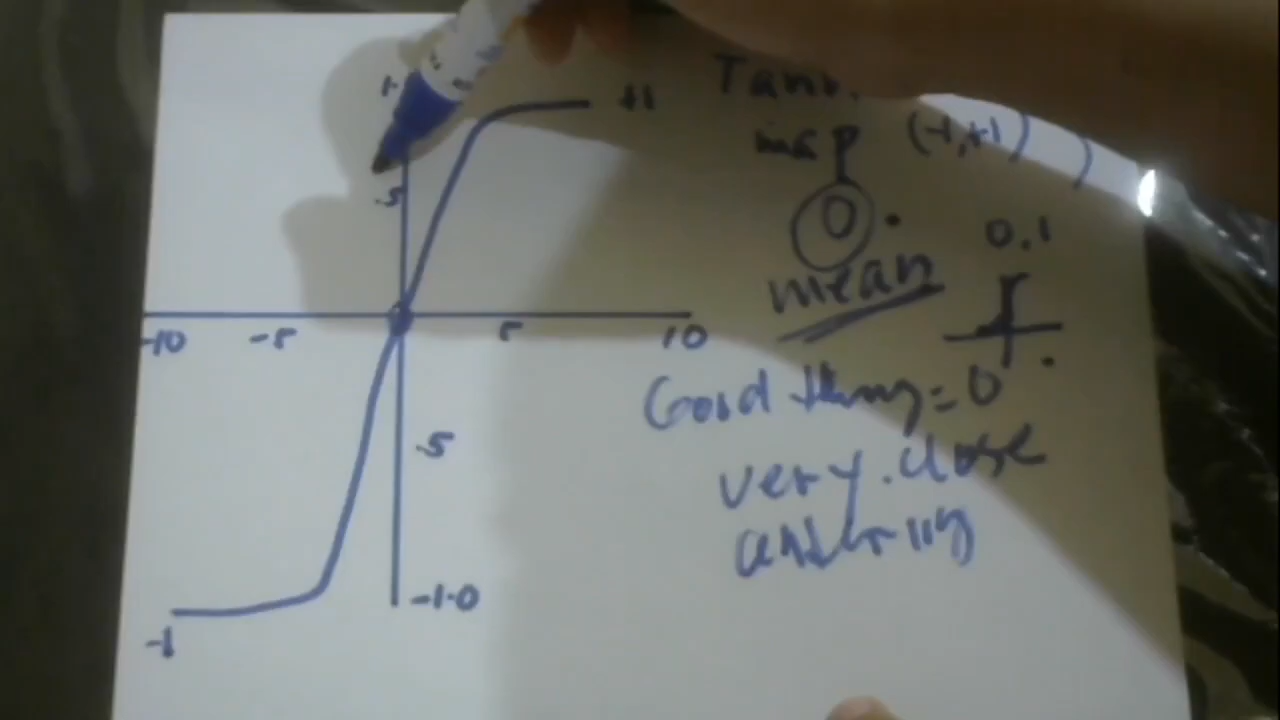 +1
5
-10 -5 5 10
.5
-1.0
-1
Tanh.
map (-1,+1)
0.
mean
0.1
Good thing = 0
very close